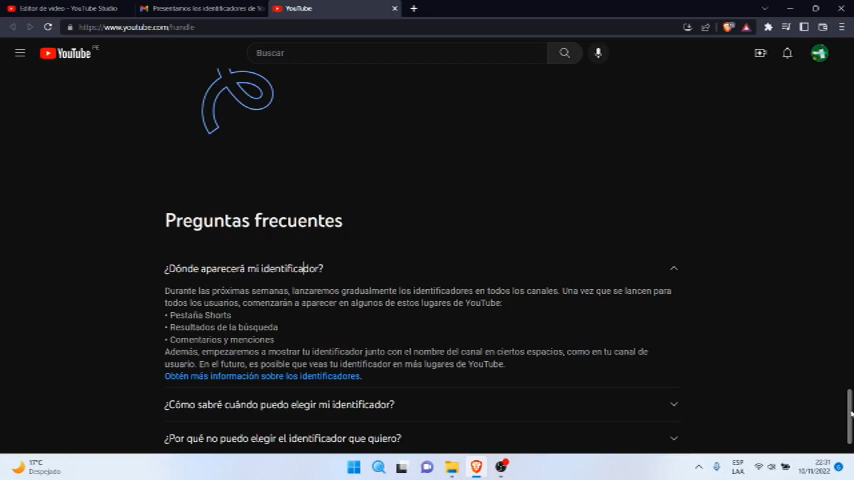 Editor de video - YouTube Studio
Presentamos los identificadores de Yo
YouTube
https://www.youtube.com/handle
YouTube PE
Buscar
Preguntas frecuentes
¿Dónde aparecerá mi identificador?
Durante las próximas semanas, lanzaremos gradualmente los identificadores en todos los canales. Una vez que se lancen para
todos los usuarios, comenzarán a aparecer en algunos de estos lugares de YouTube:
• Pestaña Shorts
• Resultados de la búsqueda
• Comentarios y menciones
Además, empezaremos a mostrar tu identificador junto con el nombre del canal en ciertos espacios, como en tu canal de
usuario. En el futuro, es posible que veas tu identificador en más lugares de YouTube.
Obtén más información sobre los identificadores.
¿Cómo sabré cuándo puedo elegir mi identificador?
¿Por qué no puedo elegir el identificador que quiero?
17°C
Despejado
ESP
LAA
22:31
10/11/2022